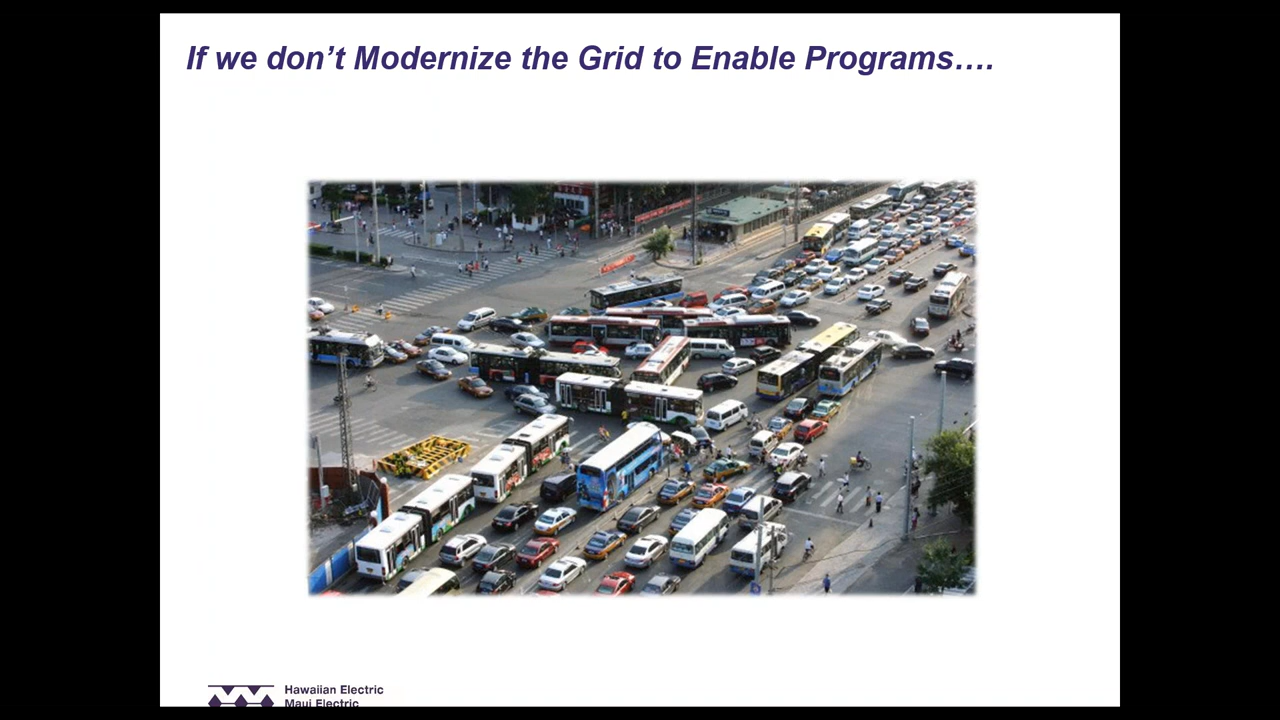 If we don’t Modernize the Grid to Enable Programs….
Hawaiian Electric
Maui Electric